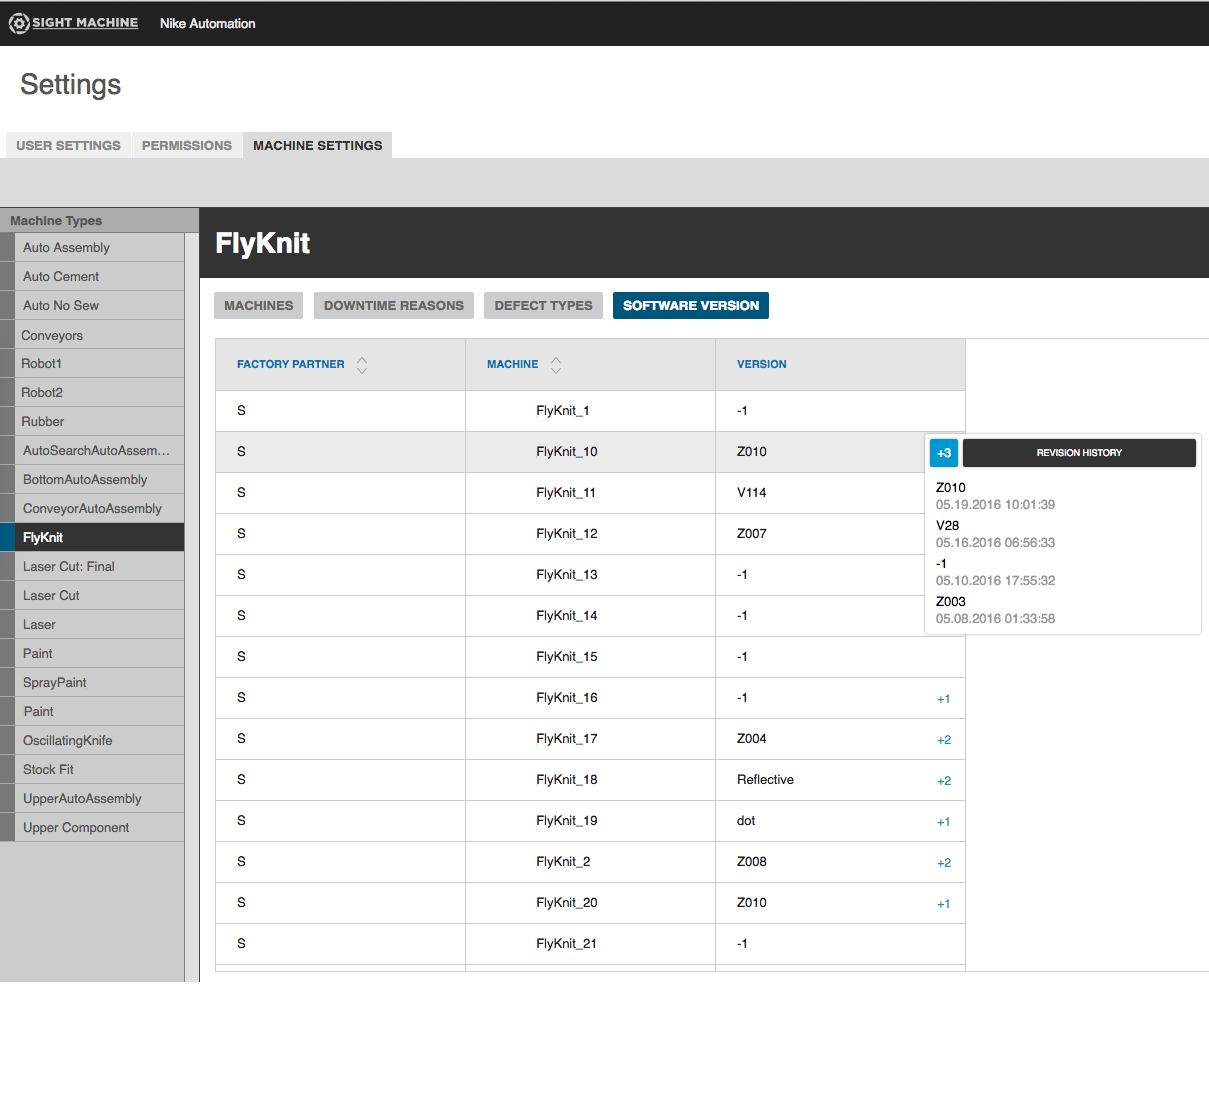 SIGHT MACHINE Nike Automation
Settings
USER SETTINGS PERMISSIONS MACHINE SETTINGS
Machine Types
Auto Assembly
Auto Cement
Auto No Sew
Conveyors
Robot1
Robot2
Rubber
AutoSearchAutoAssem...
BottomAutoAssembly
ConveyorAutoAssembly
FlyKnit
Laser Cut: Final
Laser Cut
Laser
Paint
SprayPaint
Paint
OscillatingKnife
Stock Fit
UpperAutoAssembly
Upper Component
FlyKnit
MACHINES DOWNTIME REASONS DEFECT TYPES SOFTWARE VERSION
FACTORY PARTNER MACHINE VERSION
S FlyKnit_1 -1
S FlyKnit_10 Z010
S FlyKnit_11 V114
S FlyKnit_12 Z007
S FlyKnit_13 -1
S FlyKnit_14 -1
S FlyKnit_15 -1
S FlyKnit_16 -1 +1
S FlyKnit_17 Z004 +2
S FlyKnit_18 Reflective +2
S FlyKnit_19 dot +1
S FlyKnit_2 Z008 +2
S FlyKnit_20 Z010 +1
S FlyKnit_21 -1
+3 REVISION HISTORY
Z010
05.19.2016 10:01:39
V28
05.16.2016 06:56:33
-1
05.10.2016 17:55:32
Z003
05.08.2016 01:33:58